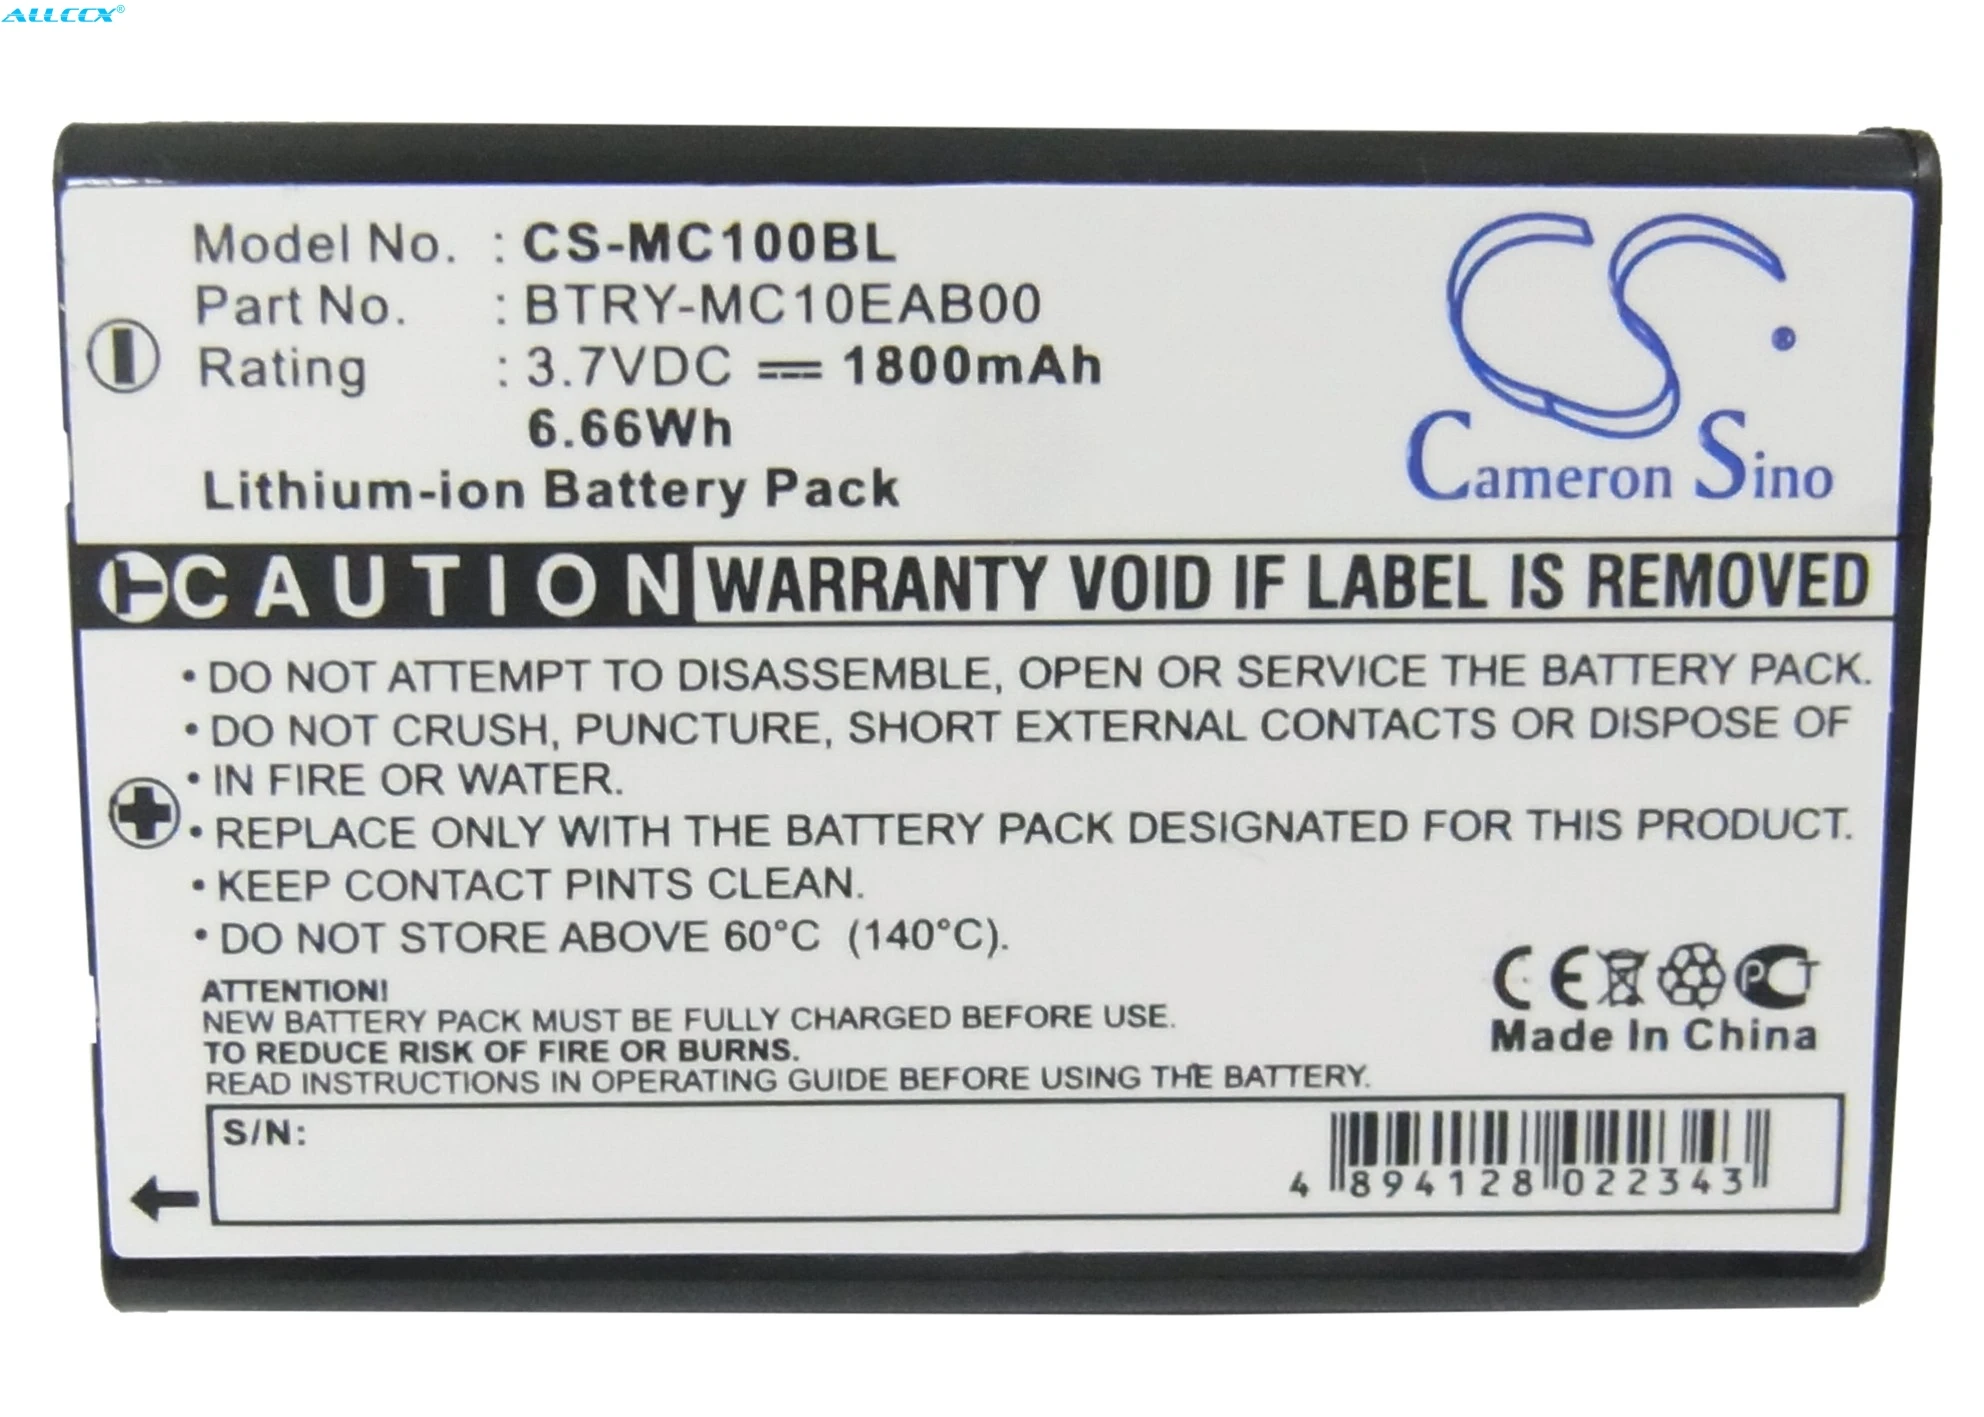 ALLCCX®
Model No. : CS-MC100BL
Part No. : BTRY-MC10EAB00
Rating : 3.7VDC ⎓ 1800mAh
6.66Wh
Lithium-ion Battery Pack
CS
Cameron Sino
CAUTION WARRANTY VOID IF LABEL IS REMOVED
• DO NOT ATTEMPT TO DISASSEMBLE, OPEN OR SERVICE THE BATTERY PACK.
• DO NOT CRUSH, PUNCTURE, SHORT EXTERNAL CONTACTS OR DISPOSE OF
• IN FIRE OR WATER.
• REPLACE ONLY WITH THE BATTERY PACK DESIGNATED FOR THIS PRODUCT.
• KEEP CONTACT PINTS CLEAN.
• DO NOT STORE ABOVE 60°C (140°C).
ATTENTION!
NEW BATTERY PACK MUST BE FULLY CHARGED BEFORE USE.
TO REDUCE RISK OF FIRE OR BURNS.
READ INSTRUCTIONS IN OPERATING GUIDE BEFORE USING THE BATTERY.
CE PCT
Made In China
S/N:
4 894128 022343